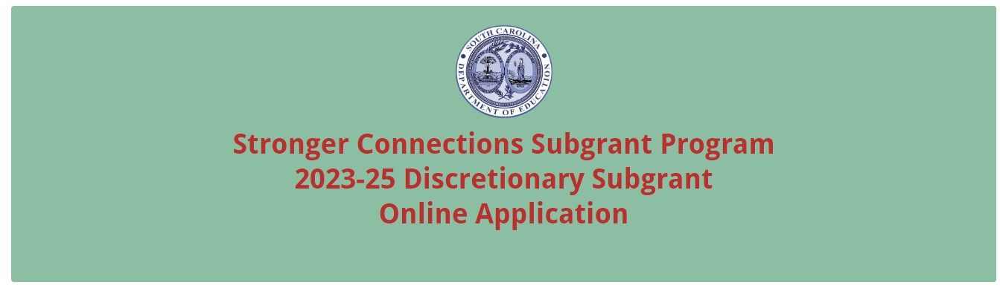 SOUTH CAROLINA
DEPARTMENT OF EDUCATION
Stronger Connections Subgrant Program
2023-25 Discretionary Subgrant
Online Application